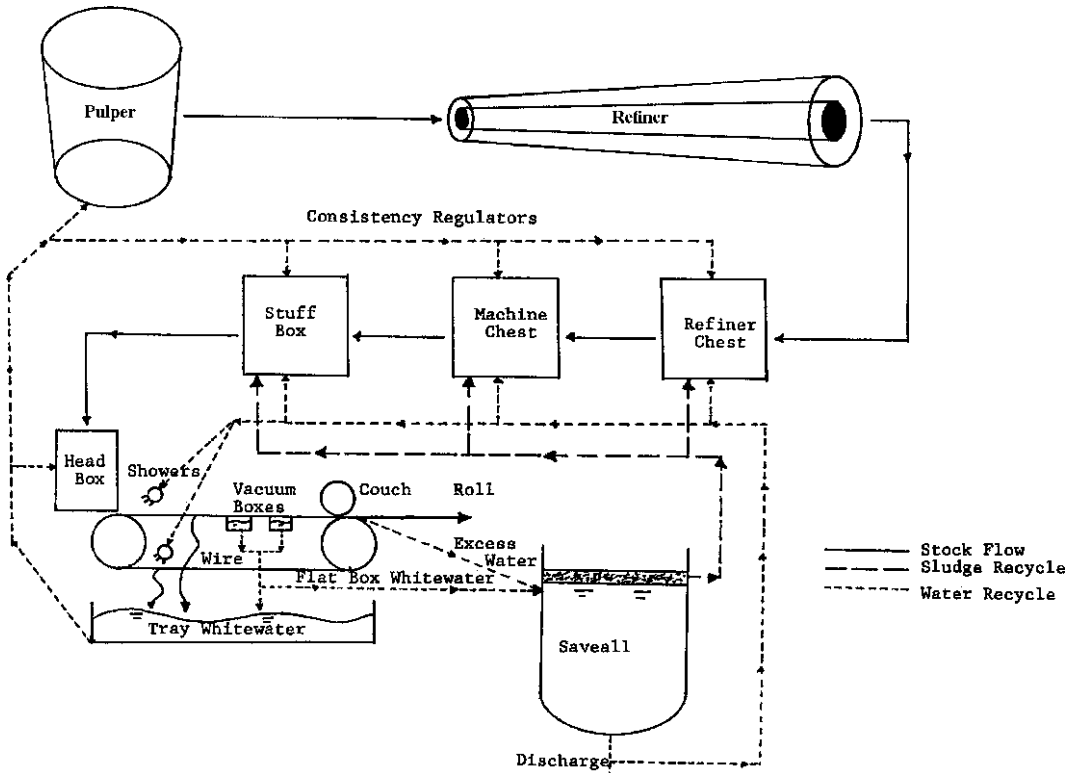 Pulper
Refiner
Consistency Regulators
Stuff
Box
Machine
Chest
Refiner
Chest
Head
Box
Showers
Vacuum
Boxes
Couch
Roll
Wire
Excess
Water
Flat Box Whitewater
Tray Whitewater
Saveall
Discharge
Stock Flow
Sludge Recycle
Water Recycle